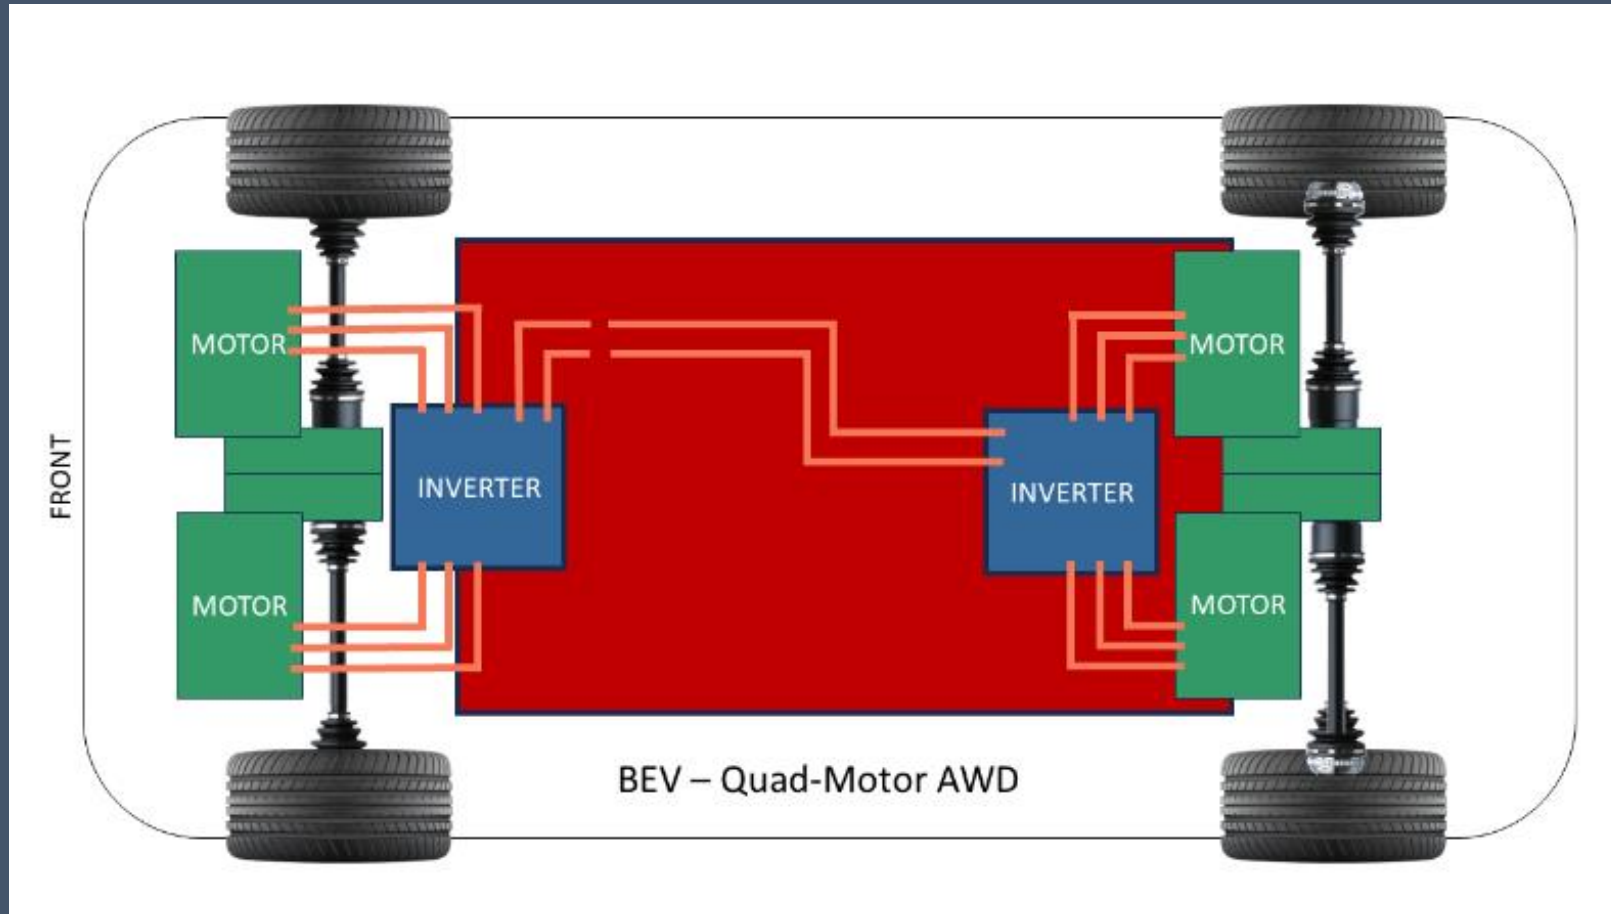 MOTOR
MOTOR
FRONT
INVERTER
INVERTER
MOTOR
MOTOR
BEV – Quad-Motor AWD